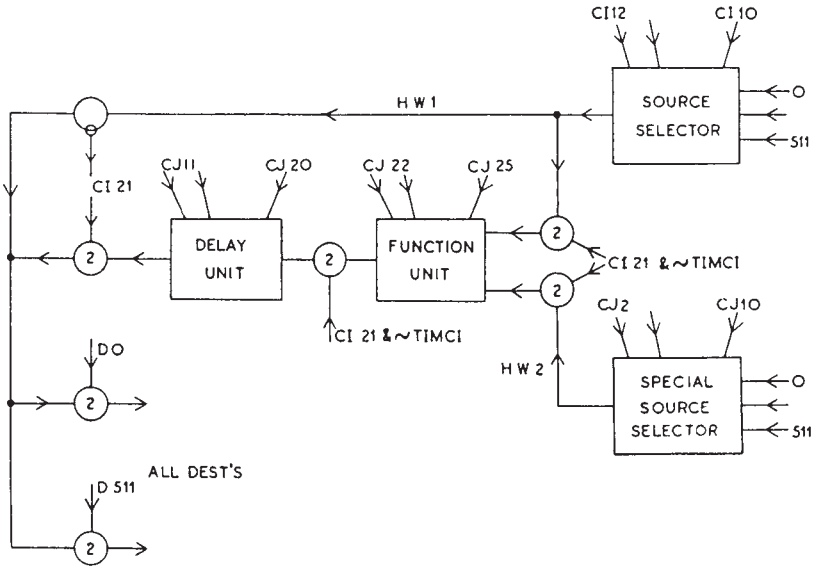 CI12
CI10
SOURCE
SELECTOR
O
511
HW1
CI 21
CJ11
CJ 20
DELAY
UNIT
2
2
CJ 22
CJ 25
FUNCTION
UNIT
2
2
CI 21 & ~TIMCI
CI 21 & ~TIMCI
CJ2
CJ10
HW2
SPECIAL
SOURCE
SELECTOR
O
511
DO
2
ALL DEST'S
D 511
2